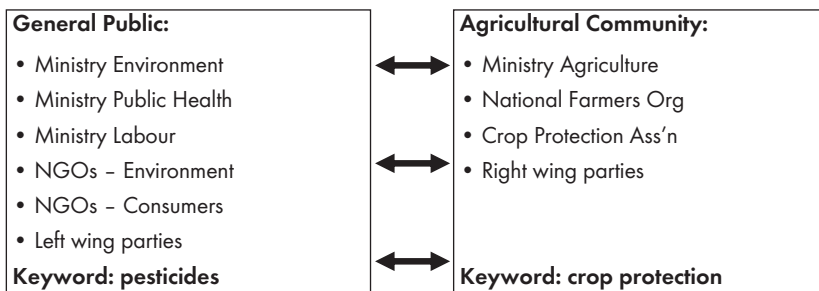 General Public:
• Ministry Environment
• Ministry Public Health
• Ministry Labour
• NGOs – Environment
• NGOs – Consumers
• Left wing parties
Keyword: pesticides
Agricultural Community:
• Ministry Agriculture
• National Farmers Org
• Crop Protection Ass’n
• Right wing parties
Keyword: crop protection